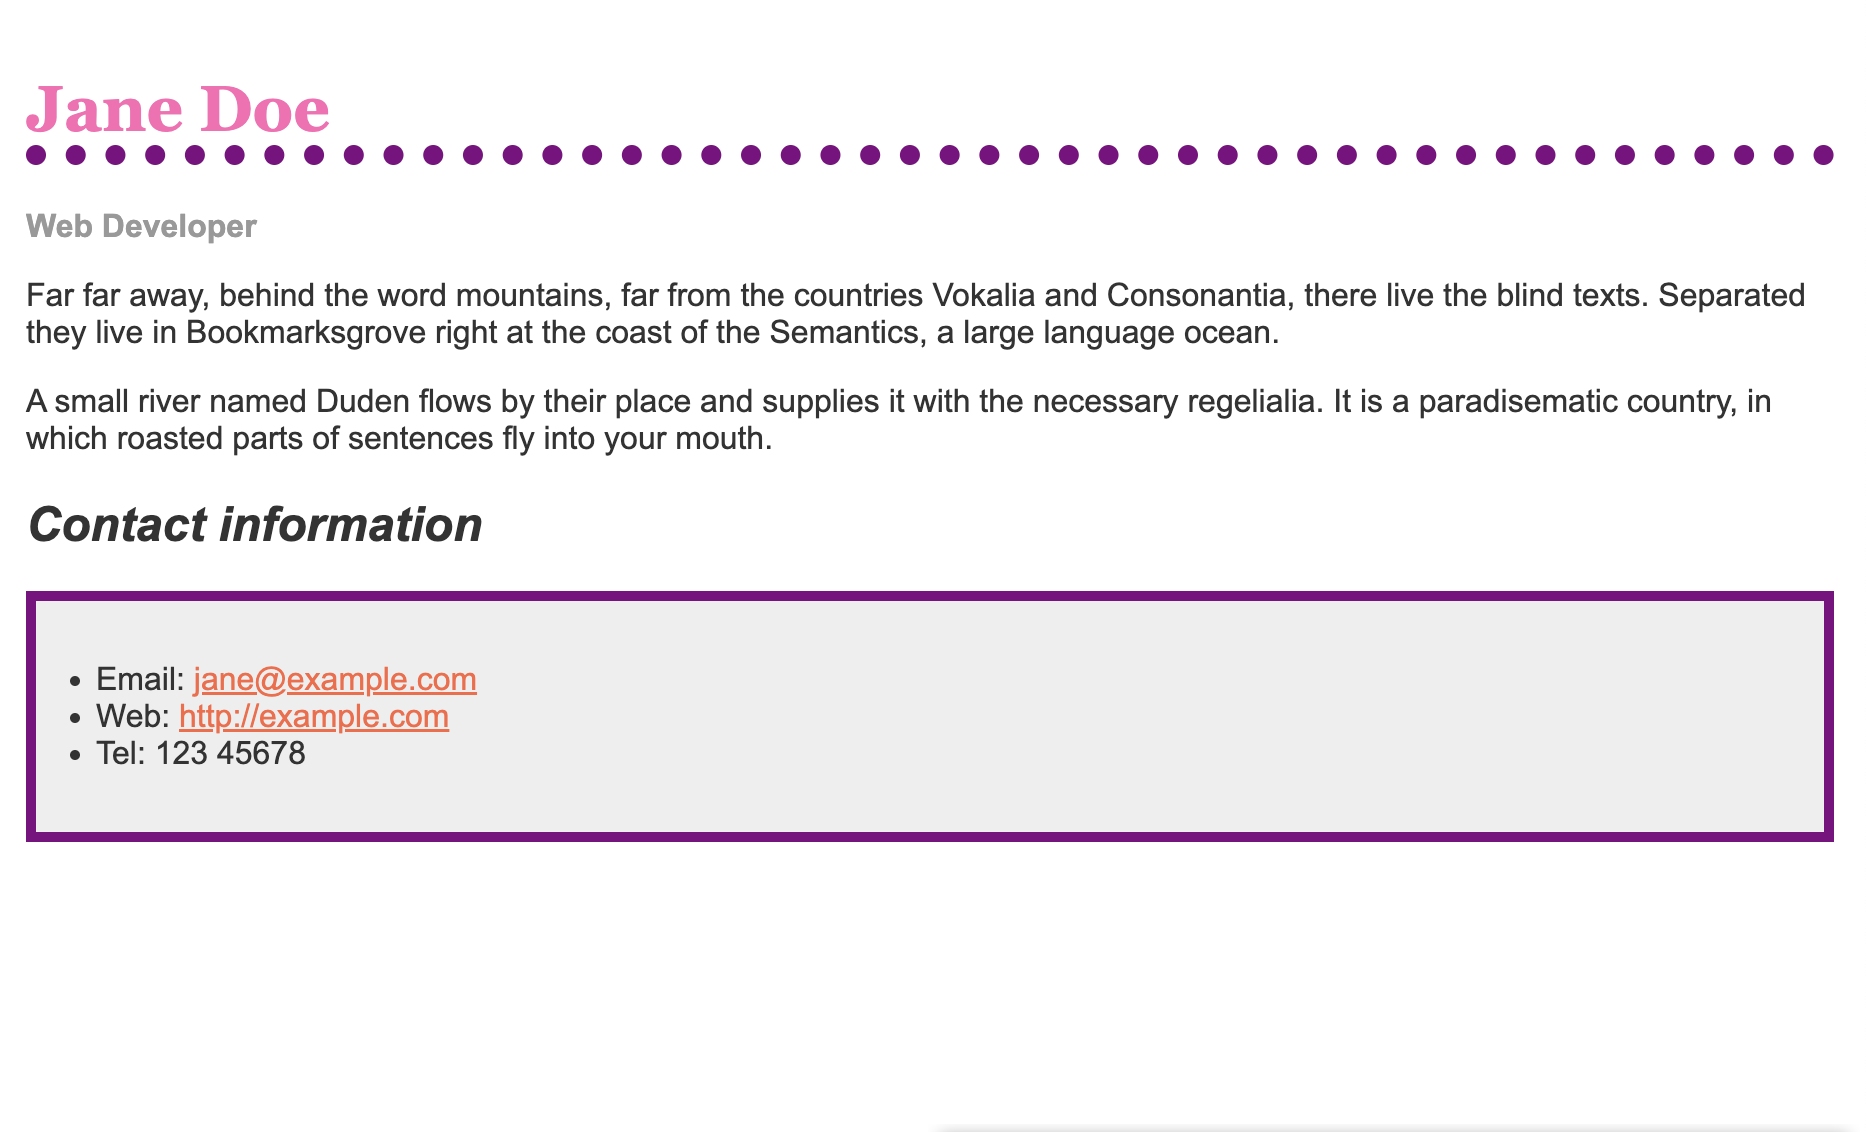 Jane Doe
Web Developer
Far far away, behind the word mountains, far from the countries Vokalia and Consonantia, there live the blind texts. Separated
they live in Bookmarksgrove right at the coast of the Semantics, a large language ocean.
A small river named Duden flows by their place and supplies it with the necessary regelialia. It is a paradisematic country, in
which roasted parts of sentences fly into your mouth.
Contact information
• Email: jane@example.com
• Web: http://example.com
• Tel: 123 45678